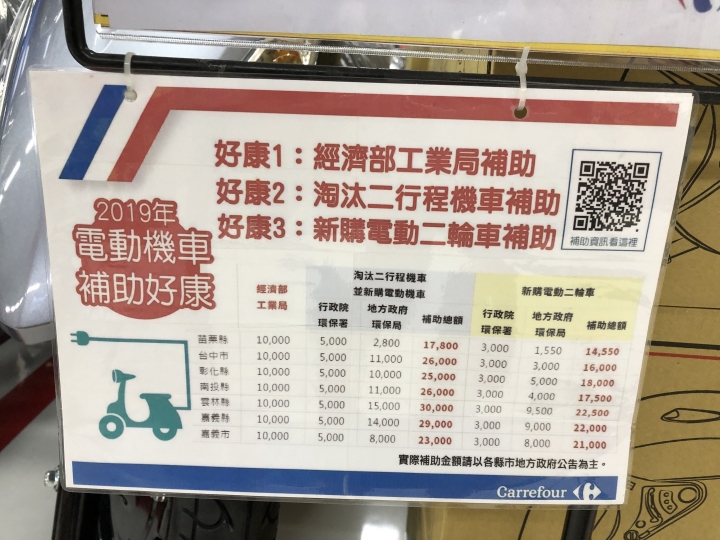 好康1：經濟部工業局補助
好康2：淘汰二行程機車補助
好康3：新購電動二輪車補助
補助資訊看這裡
2019年
電動機車
補助好康
經濟部
工業局
淘汰二行程機車
並新購電動機車
新購電動二輪車
行政院
環保署
地方政府
環保局
補助總額
行政院
環保署
地方政府
環保局
補助總額
苗栗縣 10,000 5,000 2,800 17,800 3,000 1,550 14,550
台中市 10,000 5,000 11,000 26,000 3,000 3,000 16,000
彰化縣 10,000 5,000 10,000 25,000 3,000 5,000 18,000
南投縣 10,000 5,000 11,000 26,000 3,000 4,000 17,500
雲林縣 10,000 5,000 15,000 30,000 3,000 9,500 22,500
嘉義縣 10,000 5,000 14,000 29,000 3,000 9,000 22,000
嘉義市 10,000 5,000 8,000 23,000 3,000 8,000 21,000
實際補助金額請以各縣市地方政府公告為主。
Carrefour